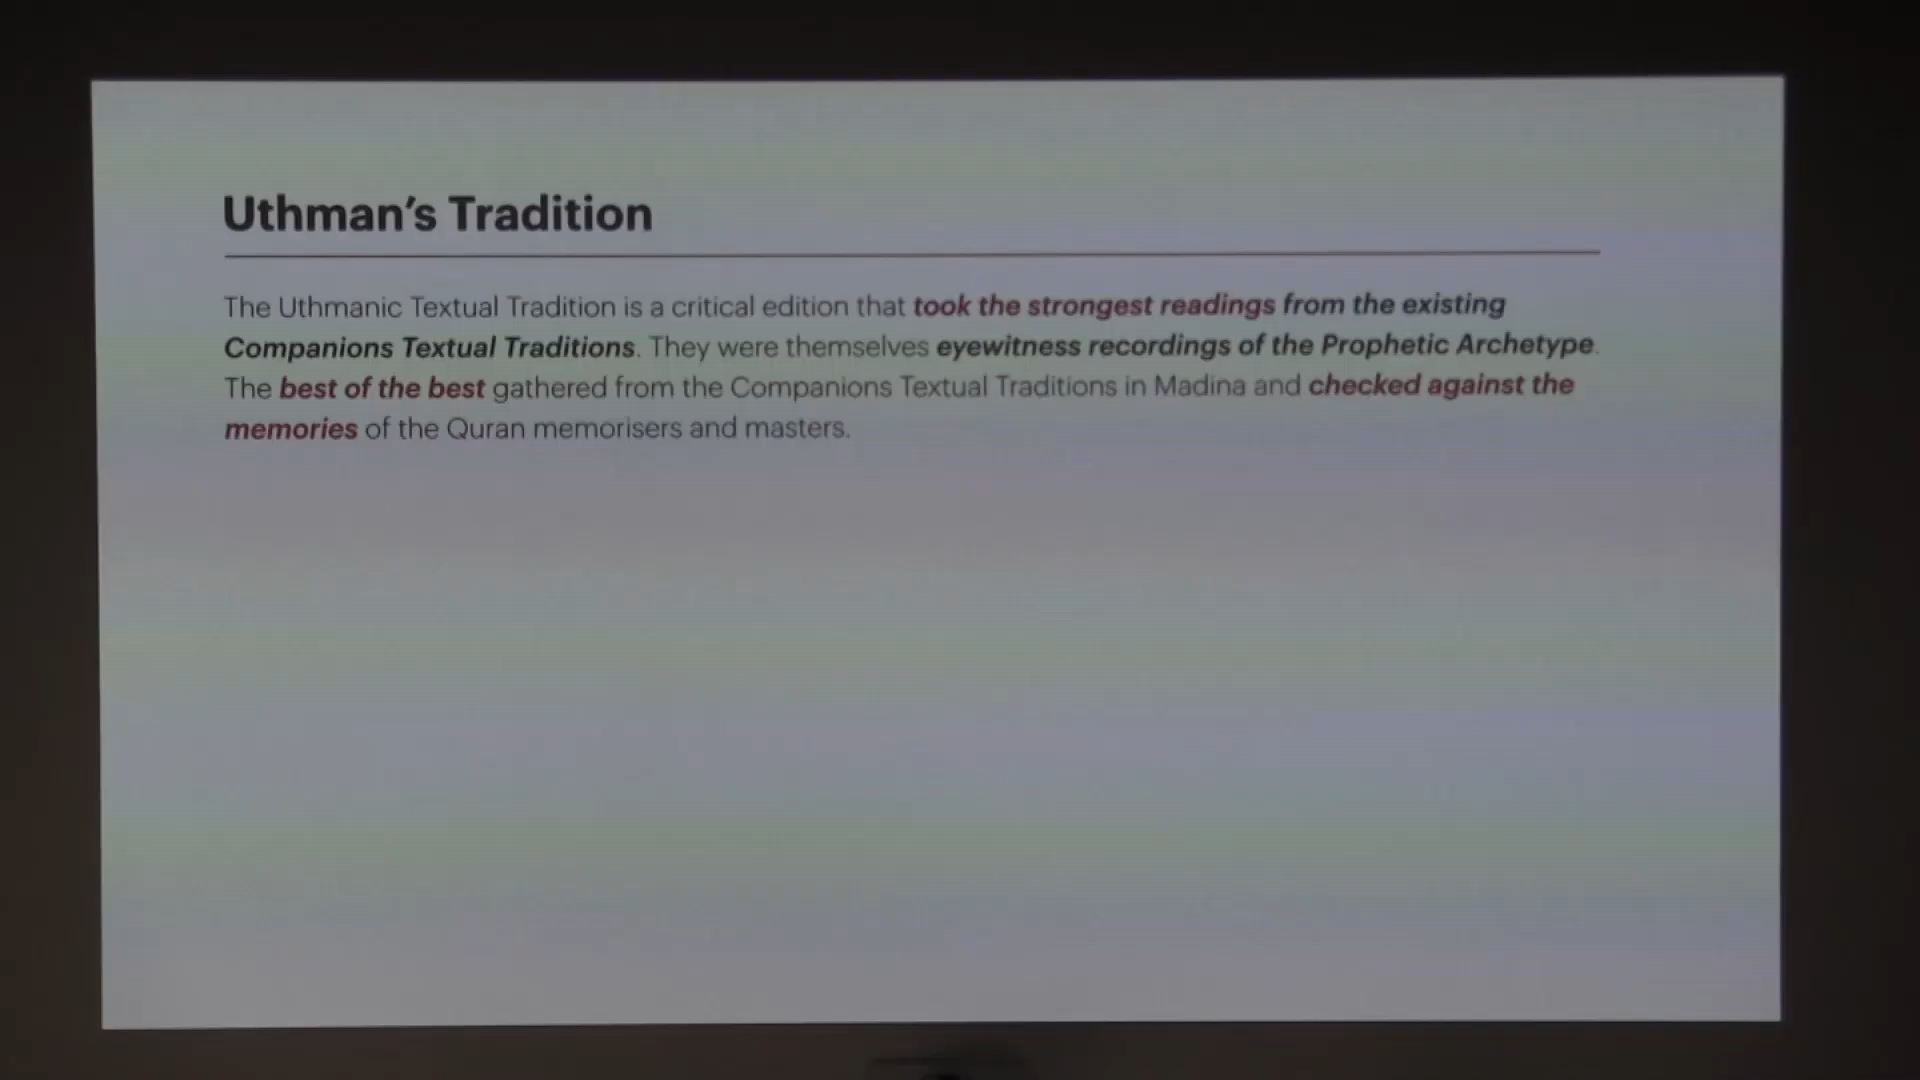 Uthman’s Tradition
The Uthmanic Textual Tradition is a critical edition that took the strongest readings from the existing
Companions Textual Traditions. They were themselves eyewitness recordings of the Prophetic Archetype.
The best of the best gathered from the Companions Textual Traditions in Madina and checked against the
memories of the Quran memorisers and masters.